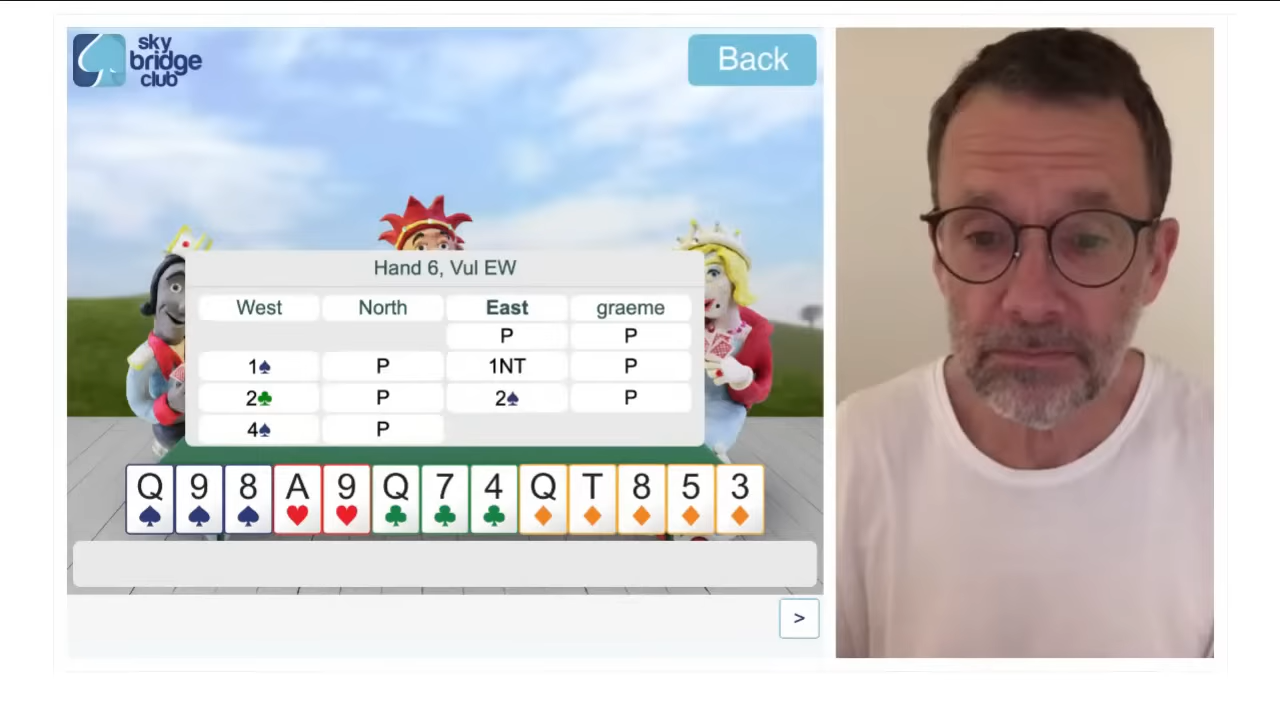 sky
bridge
club
Back
Hand 6, Vul EW
West North East graeme
P P
1♠ P 1NT P
2♣ P 2♠ P
4♠ P
Q♠ 9♠ 8♠ A♥ 9♥ Q♣ 7♣ 4♣ Q♦ T♦ 8♦ 5♦ 3♦
>